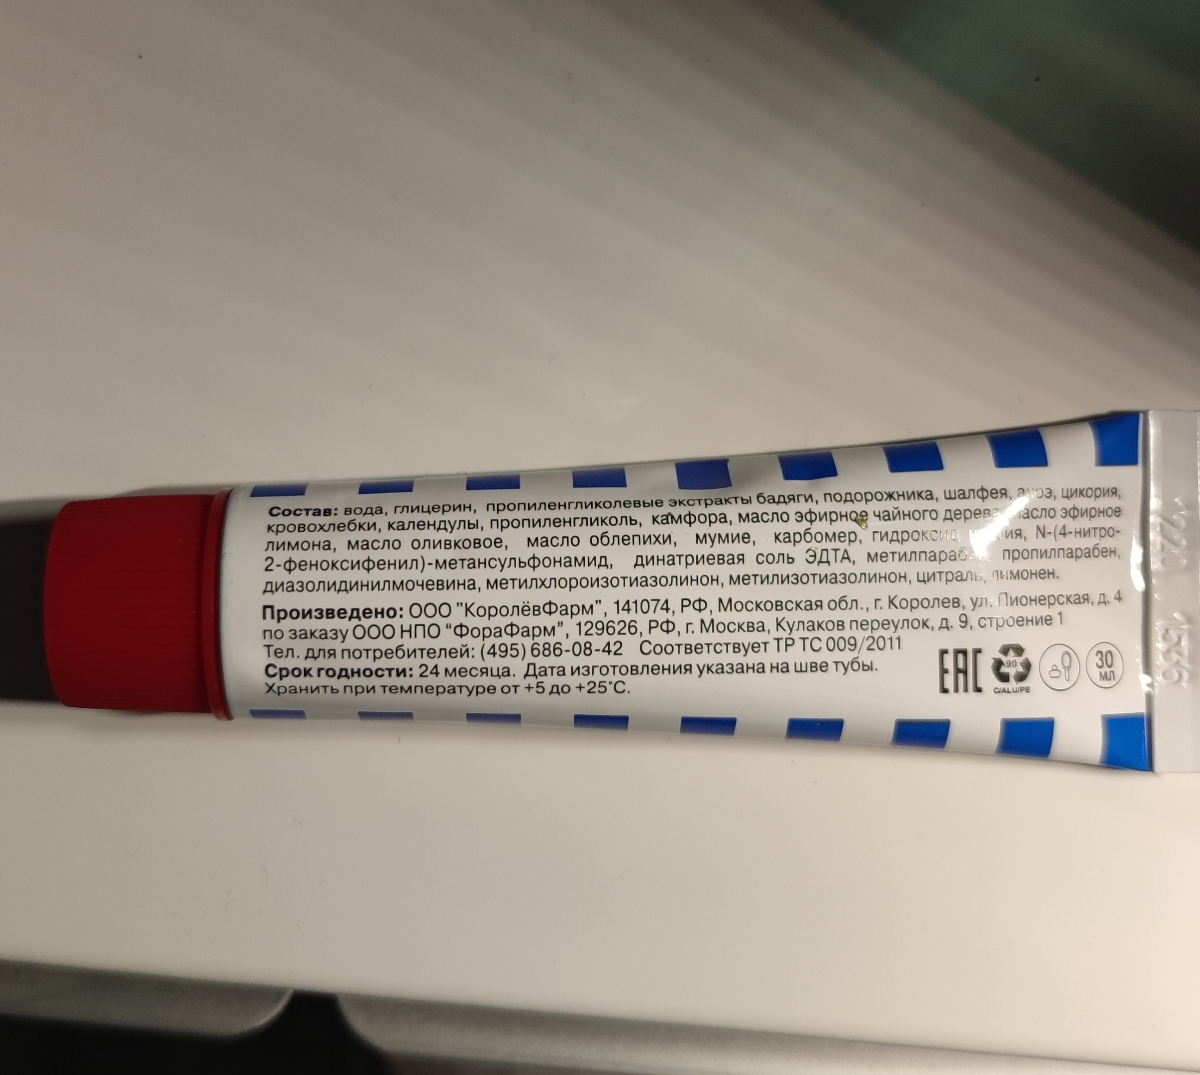 Состав: вода, глицерин, пропиленгликолевые экстракты бадяги, подорожника, шалфея, цикория,
кровохлебки, календулы, пропиленгликоль, камфора, масло эфирное чайного дерева, масло эфирное
лимона, масло оливковое, масло облепихи, мумие, карбомер, гидроксид N-(4-нитро-
2-феноксифенил)-метансульфонамид, динатриевая соль ЭДТА, метилпарабен, пропилпарабен,
диазолидинилмочевина, метилхлороизотиазолинон, метилизотиазолинон, цитраль, лимонен.
Произведено: ООО "КоролёвФарм", 141074, РФ, Московская обл., г. Королев, ул. Пионерская, д. 4
по заказу ООО НПО "ФораФарм", 129626, РФ, г. Москва, Кулаков переулок, д. 9, строение 1
Тел. для потребителей: (495) 686-08-42 Соответствует ТР ТС 009/2011
Срок годности: 24 месяца. Дата изготовления указана на шве тубы.
Хранить при температуре от +5 до +25°С.
EAC
90
C/ALU/PE
30
МЛ